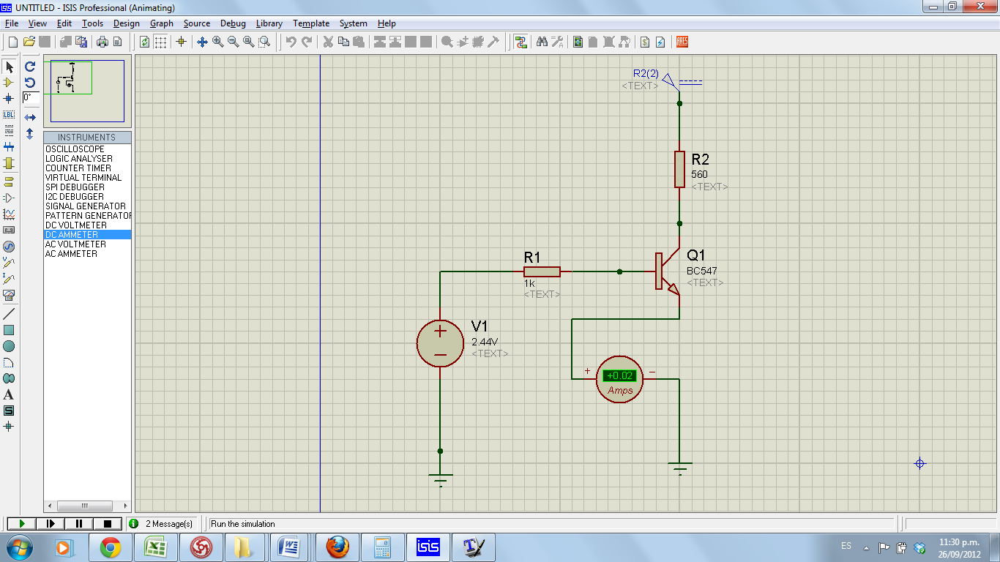 UNTITLED - ISIS Professional (Animating)
File View Edit Tools Design Graph Source Debug Library Template System Help
0°
LBL
A
S
INSTRUMENTS
OSCILLOSCOPE
LOGIC ANALYSER
COUNTER TIMER
VIRTUAL TERMINAL
SPI DEBUGGER
I2C DEBUGGER
SIGNAL GENERATOR
PATTERN GENERATOR
DC VOLTMETER
DC AMMETER
AC VOLTMETER
AC AMMETER
R2(2)
<TEXT>
R2
560
<TEXT>
R1
1k
<TEXT>
Q1
BC547
<TEXT>
V1
2.44V
<TEXT>
+0.02
Amps
2 Message(s)
Run the simulation
isis
ES
11:30 p.m.
26/09/2012